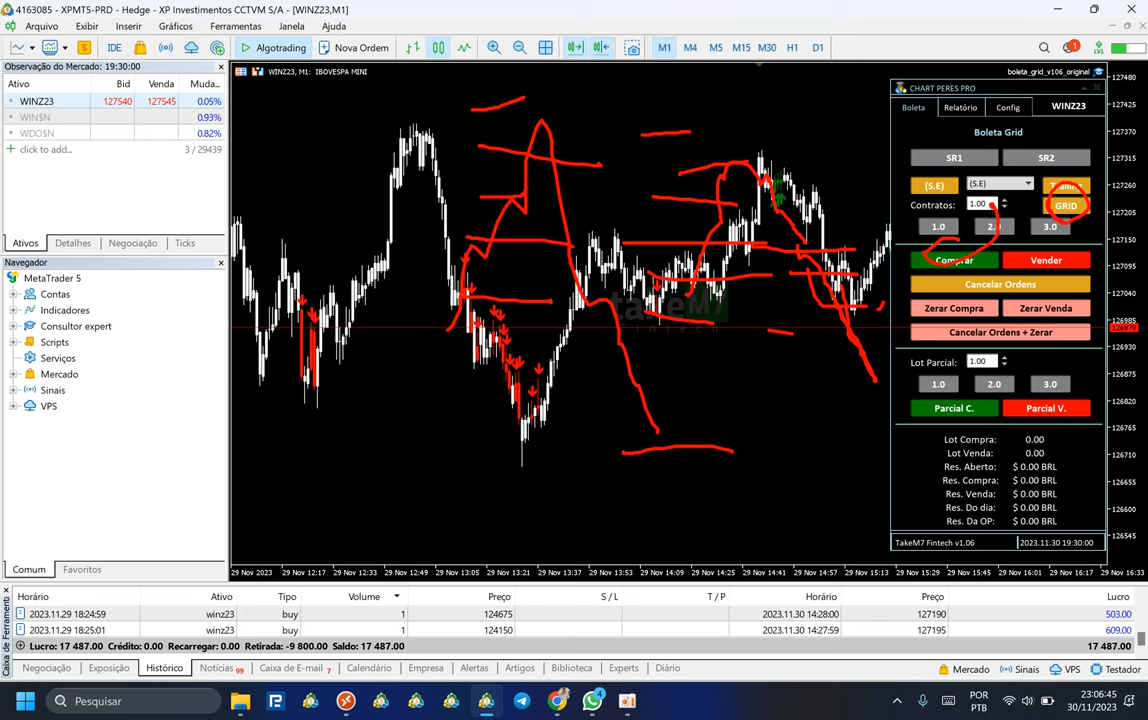 4163085 - XPMT5-PRD - Hedge - XP Investimentos CCTVM S/A - [WINZ23,M1]
Arquivo Exibir Inserir Gráficos Ferramentas Janela Ajuda
IDE Algotrading Nova Ordem M1 M4 M5 M15 M30 H1 D1 1 LVL
Observação do Mercado: 19:30:00
Ativo Bid Venda Muda...
WINZ23 127540 127545 0.05%
WIN$N 0.93%
WDO$N 0.82%
click to add... 3 / 29439
Ativos Detalhes Negociação Ticks
Navegador
MetaTrader 5
Contas
Indicadores
Consultor expert
Scripts
Serviços
Mercado
Sinais
VPS
Comum Favoritos
WINZ23, M1: IBOVESPA MINI
boleta_grid_v106_original
takeM7
f i n t e c h
CHART PERES PRO
Boleta Relatório Config WINZ23
Boleta Grid
SR1 SR2
(S.E) (S.E) Trailing
Contratos: 1.00 GRID
1.0 2.0 3.0
Comprar Vender
Cancelar Ordens
Zerar Compra Zerar Venda
Cancelar Ordens + Zerar
Lot Parcial: 1.00
1.0 2.0 3.0
Parcial C. Parcial V.
Lot Compra: 0.00
Lot Venda: 0.00
Res. Aberto: $ 0.00 BRL
Res. Compra: $ 0.00 BRL
Res. Venda: $ 0.00 BRL
Res. Do dia: $ 0.00 BRL
Res. Da OP: $ 0.00 BRL
TakeM7 Fintech v1.06 2023.11.30 19:30:00
127480
127425
127370
127315
127260
127205
127150
127095
127040
126985
126970
126930
126875
126820
126765
126710
126655
126600
126545
29 Nov 2023 29 Nov 12:17 29 Nov 12:33 29 Nov 12:49 29 Nov 13:05 29 Nov 13:21 29 Nov 13:37 29 Nov 13:53 29 Nov 14:09 29 Nov 14:25 29 Nov 14:41 29 Nov 14:57 29 Nov 15:13 29 Nov 15:29 29 Nov 15:45 29 Nov 16:01 29 Nov 16:17 29 Nov 16:33
Caixa de Ferramentas
Horário Ativo Tipo Volume Preço S / L T / P Horário Preço Lucro
2023.11.29 18:24:59 winz23 buy 1 124675 2023.11.30 14:28:00 127190 503.00
2023.11.29 18:25:01 winz23 buy 1 124150 2023.11.30 14:27:59 127195 609.00
Lucro: 17 487.00 Crédito: 0.00 Recarregar: 0.00 Retirada: -9 800.00 Saldo: 17 487.00 17 487.00
Negociação Exposição Histórico Notícias 99 Caixa de E-mail 7 Calendário Empresa Alertas Artigos Biblioteca Experts Diário Mercado Sinais VPS Testador
Pesquisar 4 POR 23:06:45
PTB 30/11/2023